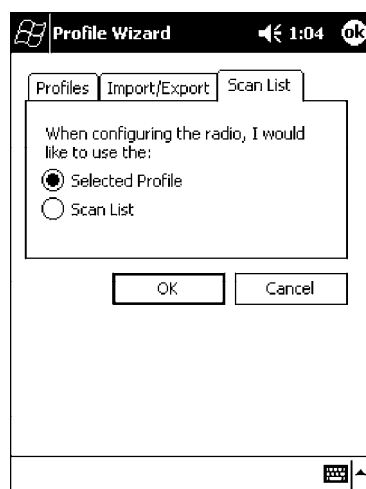 Profile Wizard 1:04 ok
Profiles Import/Export Scan List
When configuring the radio, I would
like to use the:
Selected Profile
Scan List
OK Cancel